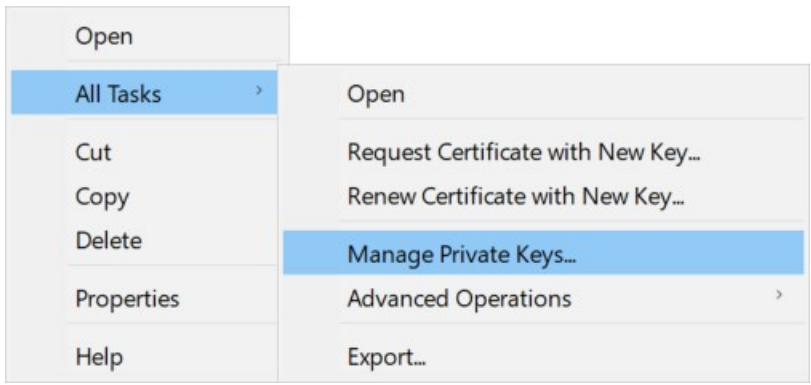 Open
All Tasks
Cut
Copy
Delete
Properties
Help
Open
Request Certificate with New Key...
Renew Certificate with New Key...
Manage Private Keys...
Advanced Operations
Export...